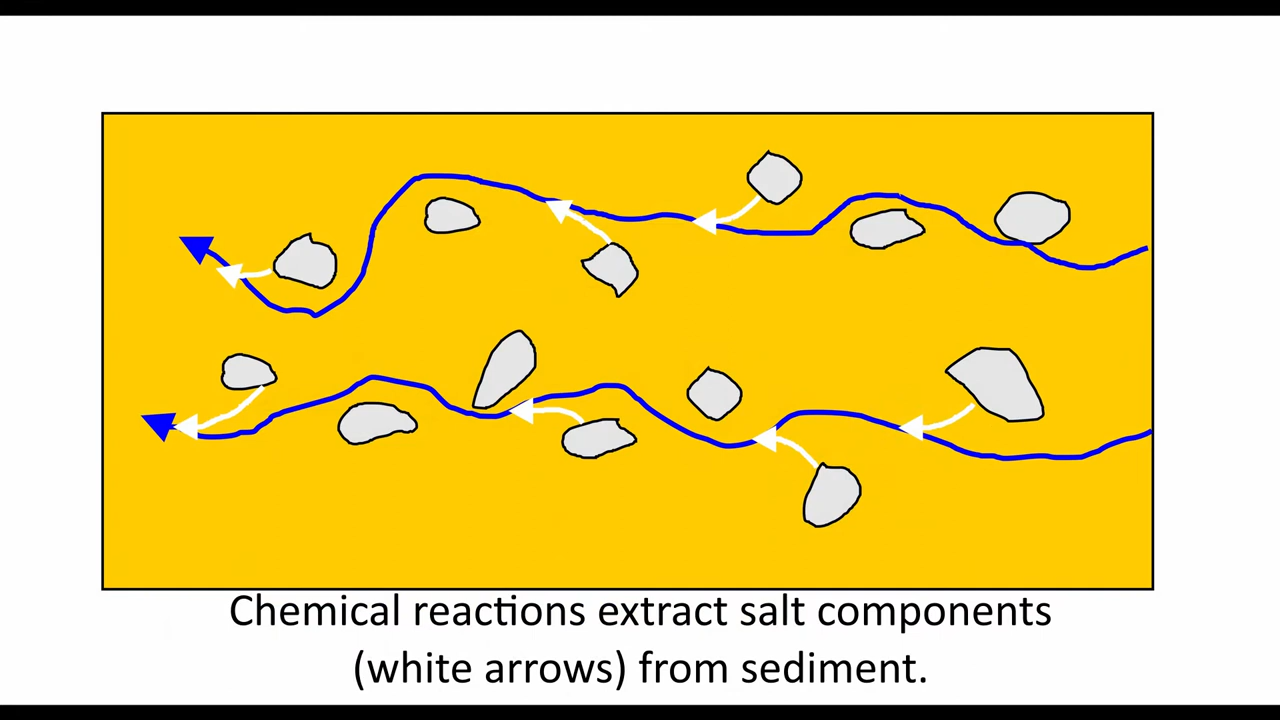 Chemical reactions extract salt components
(white arrows) from sediment.